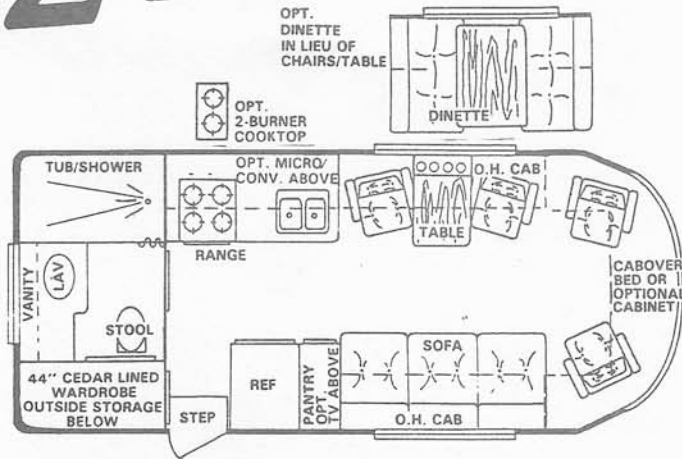 OPT.
DINETTE
IN LIEU OF
CHAIRS/TABLE
DINETTE
OPT.
2-BURNER
COOKTOP
TUB/SHOWER
OPT. MICRO/
CONV. ABOVE
O.H. CAB
TABLE
RANGE
VANITY
LAV
STOOL
CABOVER
BED OR
OPTIONAL
CABINET
44" CEDAR LINED
WARDROBE
OUTSIDE STORAGE
BELOW
STEP
REF
PANTRY
OPT.
TV ABOVE
SOFA
O.H. CAB